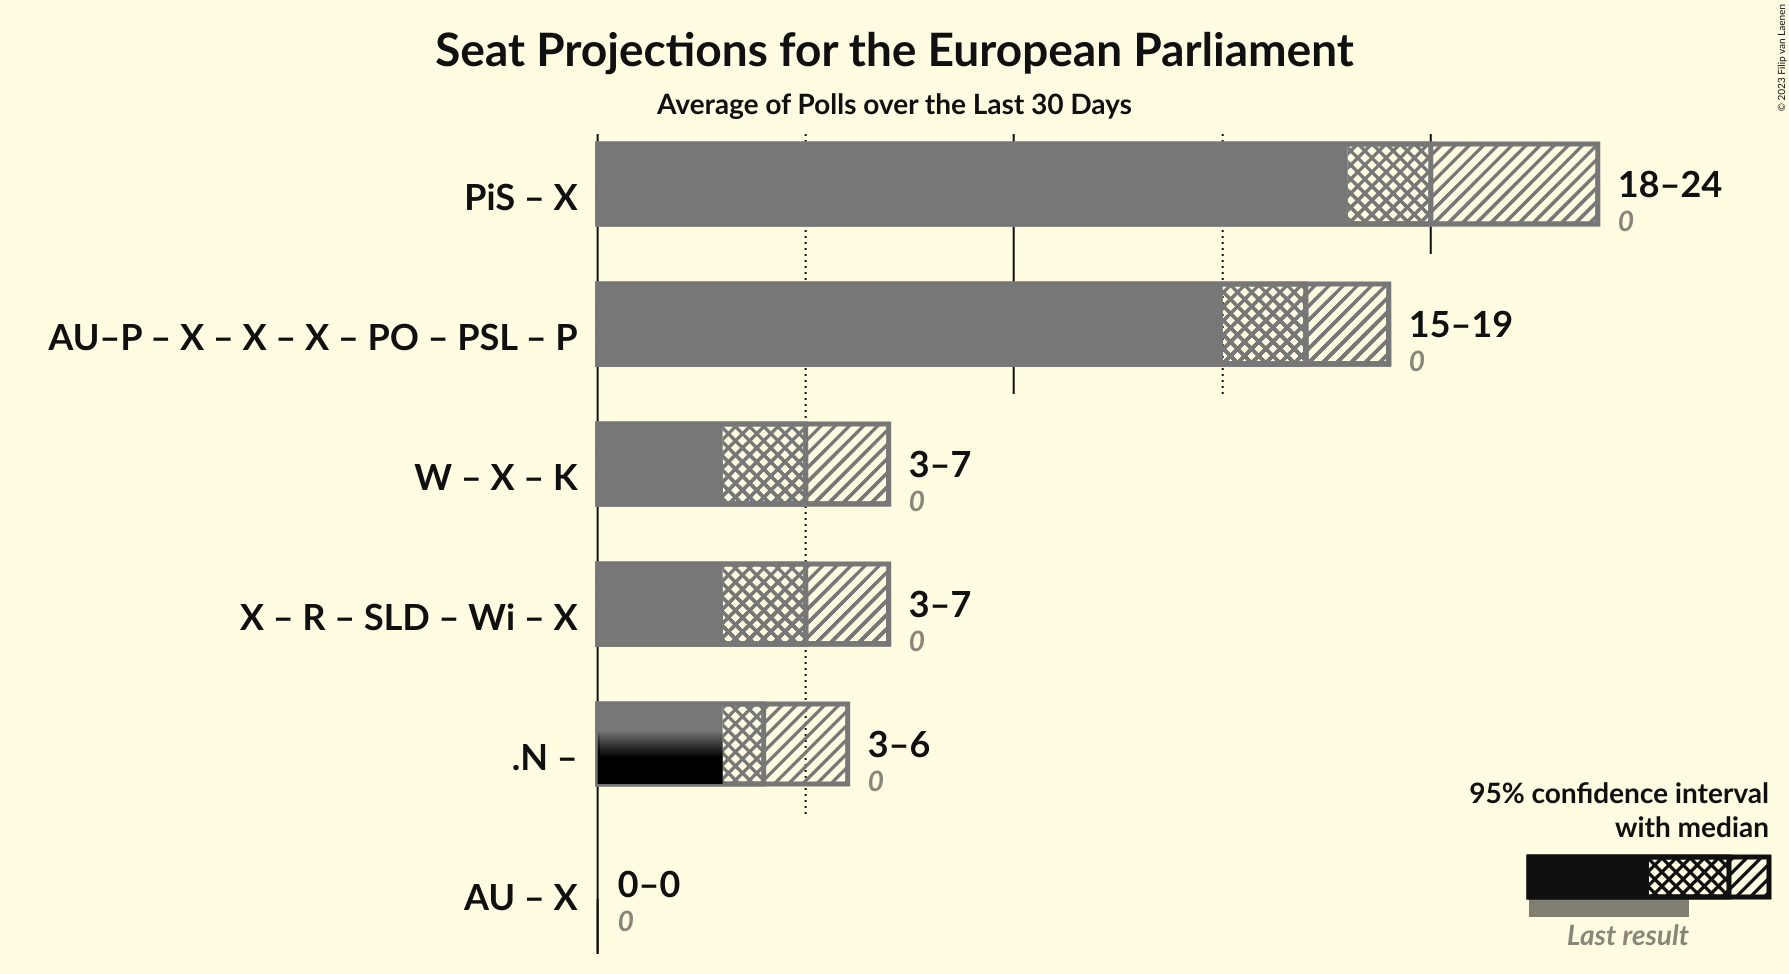 Seat Projections for the European Parliament
Average of Polls over the Last 30 Days
© 2023 Filip van Laenen
PiS – X
18–24
0
AU–P – X – X – X – PO – PSL – P
15–19
0
W – X – K
3–7
0
X – R – SLD – Wi – X
3–7
0
.N –
3–6
0
AU – X
0–0
0
95% confidence interval
with median
Last result